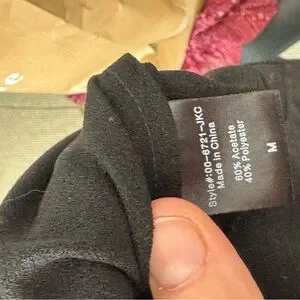 Style#:00-6721-JKC
Made in China
60% Acetate
40% Polyester
M